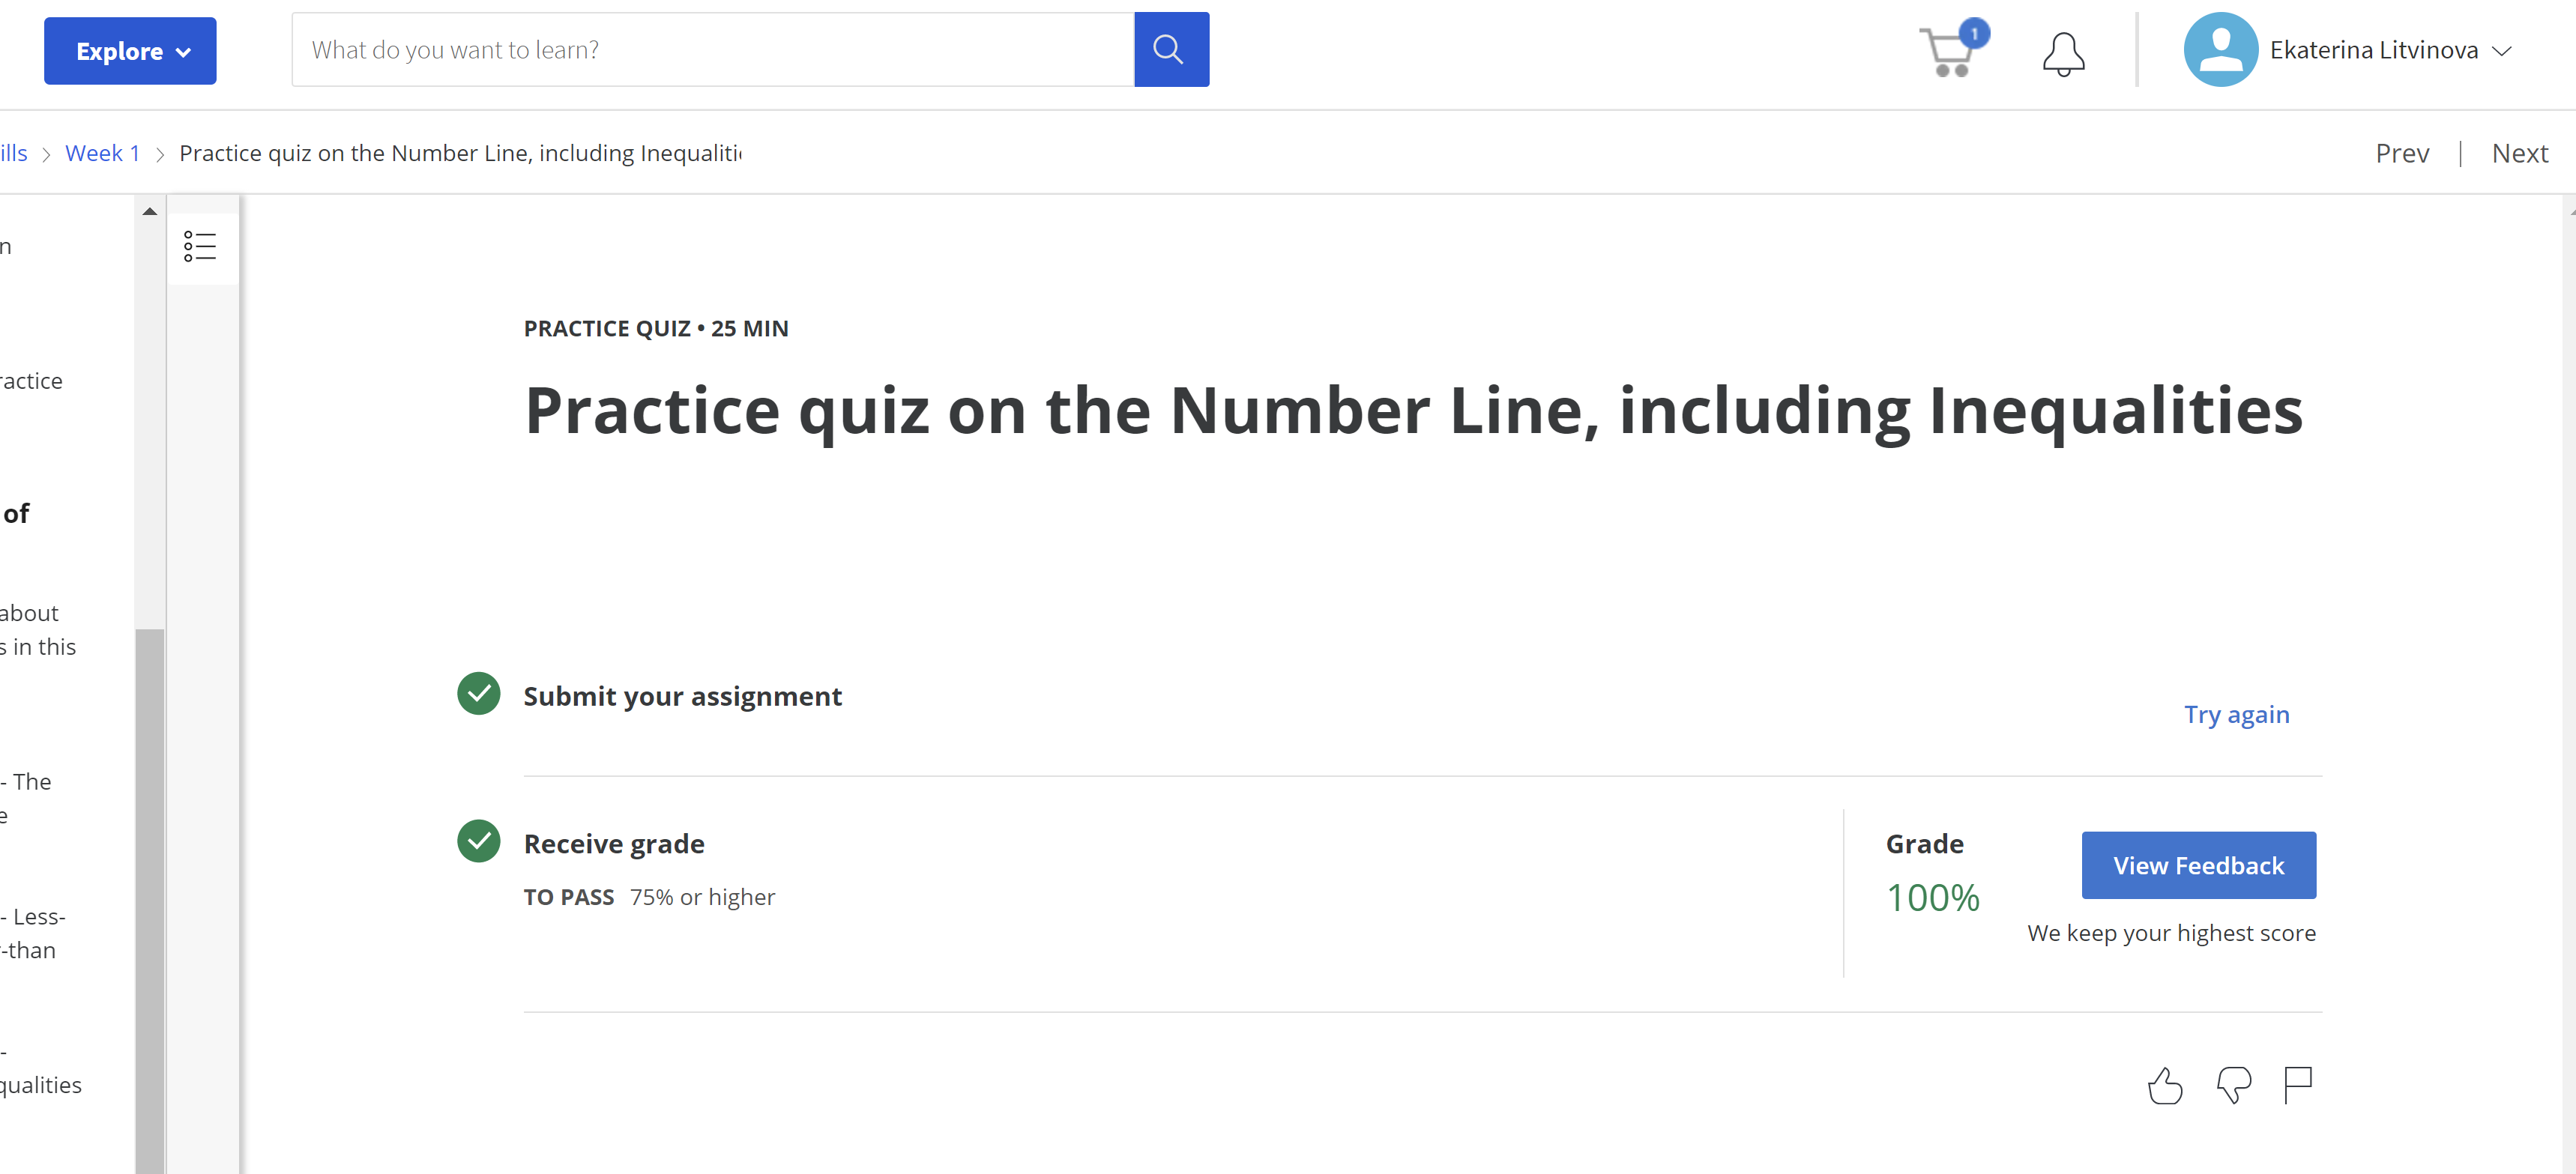 Explore
What do you want to learn?
1
Ekaterina Litvinova
ills > Week 1 > Practice quiz on the Number Line, including Inequaliti
Prev | Next
n
ractice
of
about
s in this
- The
e
- Less-
-than
-
qualities
PRACTICE QUIZ • 25 MIN
Practice quiz on the Number Line, including Inequalities
Submit your assignment
Try again
Receive grade
TO PASS 75% or higher
Grade
100%
View Feedback
We keep your highest score